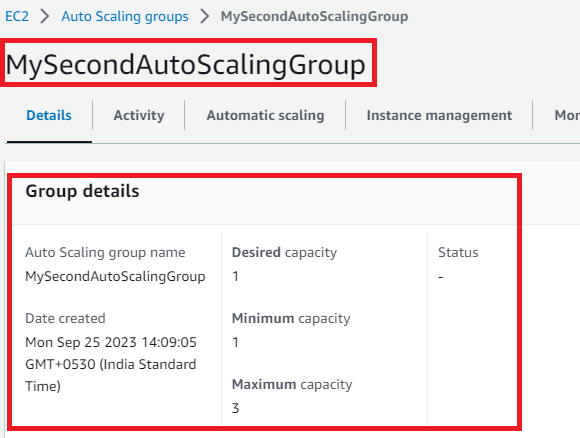 EC2 > Auto Scaling groups > MySecondAutoScalingGroup
MySecondAutoScalingGroup
Details Activity Automatic scaling Instance management Mor
Group details
Auto Scaling group name
MySecondAutoScalingGroup
Date created
Mon Sep 25 2023 14:09:05
GMT+0530 (India Standard
Time)
Desired capacity
1
Minimum capacity
1
Maximum capacity
3
Status
-